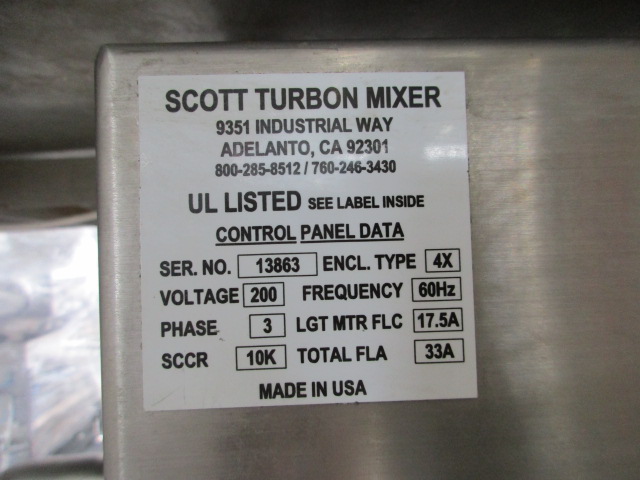 SCOTT TURBON MIXER
9351 INDUSTRIAL WAY
ADELANTO, CA 92301
800-285-8512 / 760-246-3430
UL LISTED SEE LABEL INSIDE
CONTROL PANEL DATA
SER. NO. 13863 ENCL. TYPE 4X
VOLTAGE 200 FREQUENCY 60Hz
PHASE 3 LGT MTR FLC 17.5A
SCCR 10K TOTAL FLA 33A
MADE IN USA